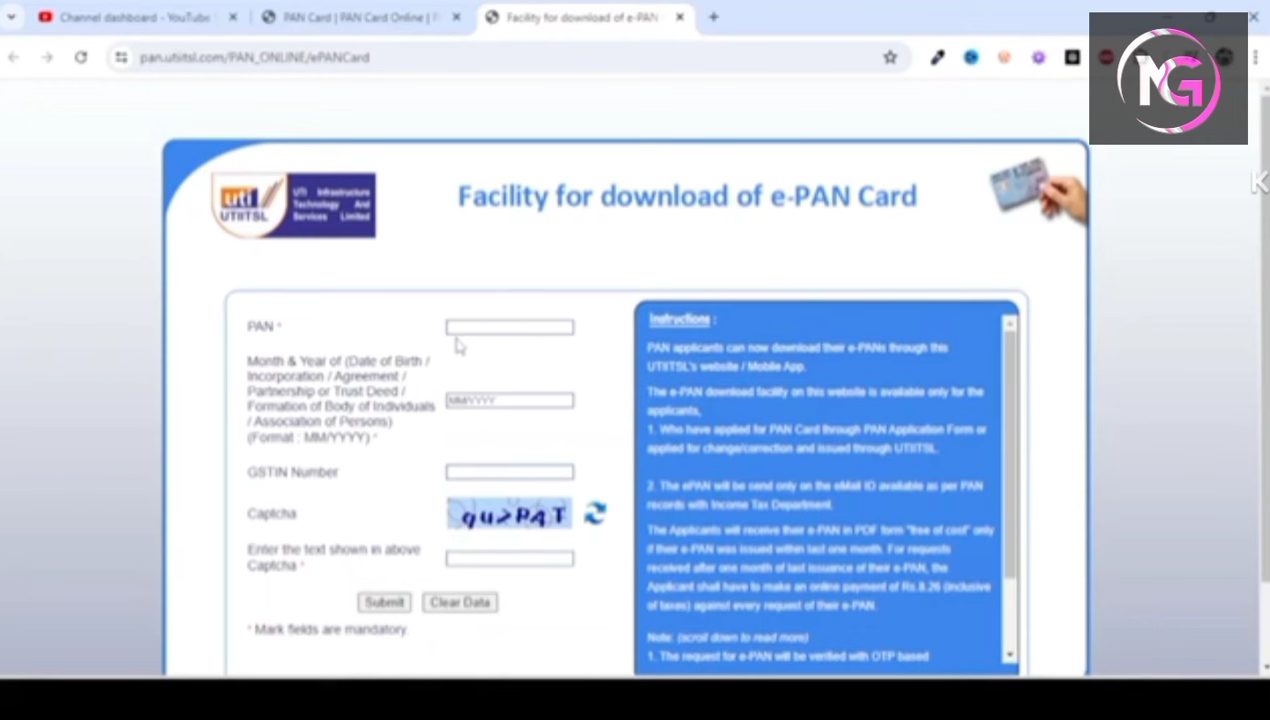 Channel dashboard - YouTube
PAN Card | PAN Card Online |
Facility for download of e-PAN
pan.utiitsl.com/PAN_ONLINE/ePANCard
MG
K
uti
UTIITSL
UTI Infrastructure
Technology And
Services Limited
Facility for download of e-PAN Card
PAN *
Month & Year of (Date of Birth /
Incorporation / Agreement /
Partnership or Trust Deed /
Formation of Body of Individuals
/ Association of Persons)
(Format : MM/YYYY) *
MM/YYYY
GSTIN Number
Captcha
Enter the text shown in above
Captcha *
Submit
Clear Data
* Mark fields are mandatory.
Instructions :
PAN applicants can now download their e-PANs through this
UTIITSL's website / Mobile App.
The e-PAN download facility on this website is available only for the
applicants,
1. Who have applied for PAN Card through PAN Application Form or
applied for change/correction and issued through UTIITSL.
2. The ePAN will be send only on the eMail ID available as per PAN
records with Income Tax Department.
The Applicants will receive their e-PAN in PDF form "free of cost" only
if their e-PAN was issued within last one month. For requests
received after one month of last issuance of their e-PAN, the
Applicant shall have to make an online payment of Rs.8.26 (inclusive
of taxes) against every request of their e-PAN.
Note: (scroll down to read more)
1. The request for e-PAN will be verified with OTP based